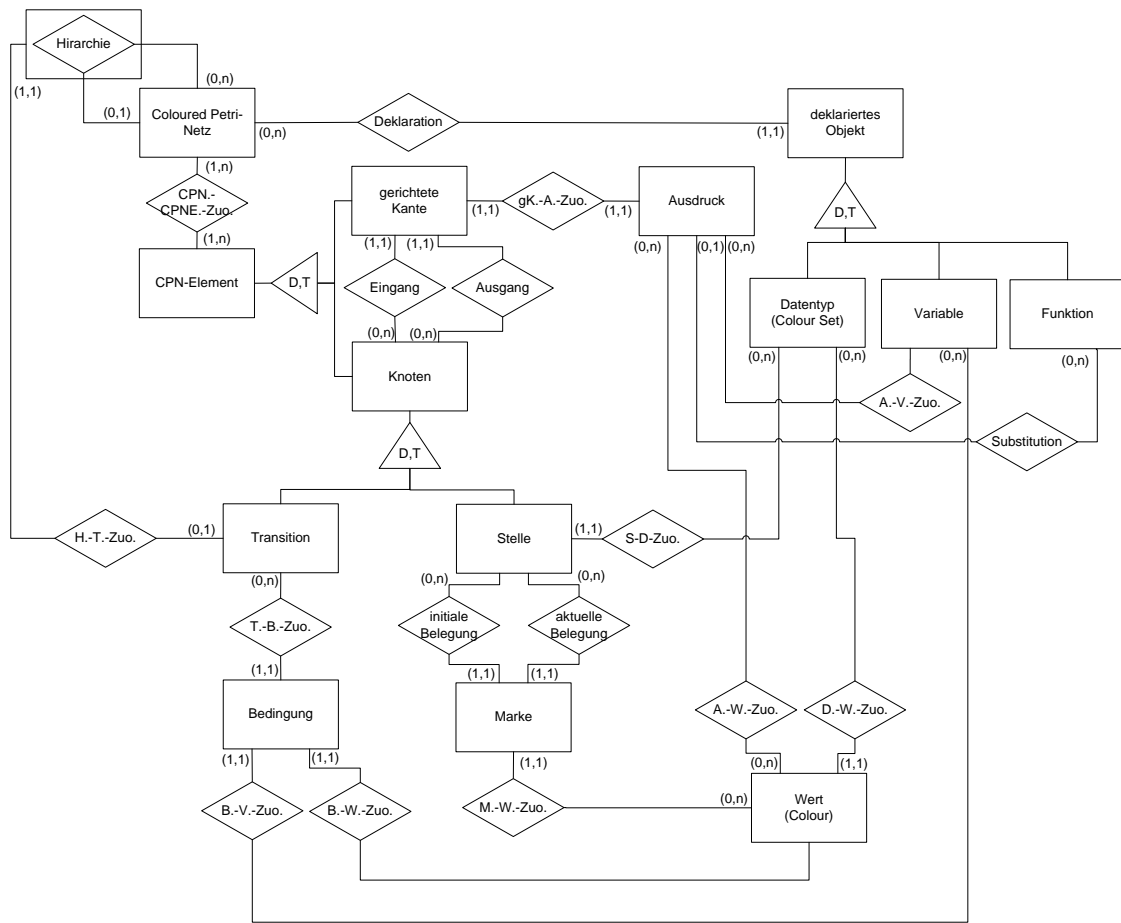 Hirarchie
(1,1)
(0,n)
(0,1)
Coloured Petri-
Netz
(0,n)
Deklaration
(1,1)
deklariertes
Objekt
(1,n)
CPN.-
CPNE.-Zuo.
(1,n)
CPN-Element
D,T
gerichtete
Kante
(1,1)
gK.-A.-Zuo.
(1,1)
Ausdruck
(1,1)
(1,1)
(0,n)
(0,1)
(0,n)
D,T
Eingang
Ausgang
Datentyp
(Colour Set)
Variable
Funktion
(0,n)
(0,n)
(0,n)
(0,n)
(0,n)
(0,n)
Knoten
A.-V.-Zuo.
Substitution
D,T
H.-T.-Zuo.
(0,1)
Transition
Stelle
(1,1)
S-D-Zuo.
(0,n)
(0,n)
(0,n)
T.-B.-Zuo.
initiale
Belegung
aktuelle
Belegung
(1,1)
(1,1)
(1,1)
Bedingung
Marke
A.-W.-Zuo.
D.-W.-Zuo.
(1,1)
(1,1)
(1,1)
(0,n)
(1,1)
B.-V.-Zuo.
B.-W.-Zuo.
M.-W.-Zuo.
(0,n)
Wert
(Colour)